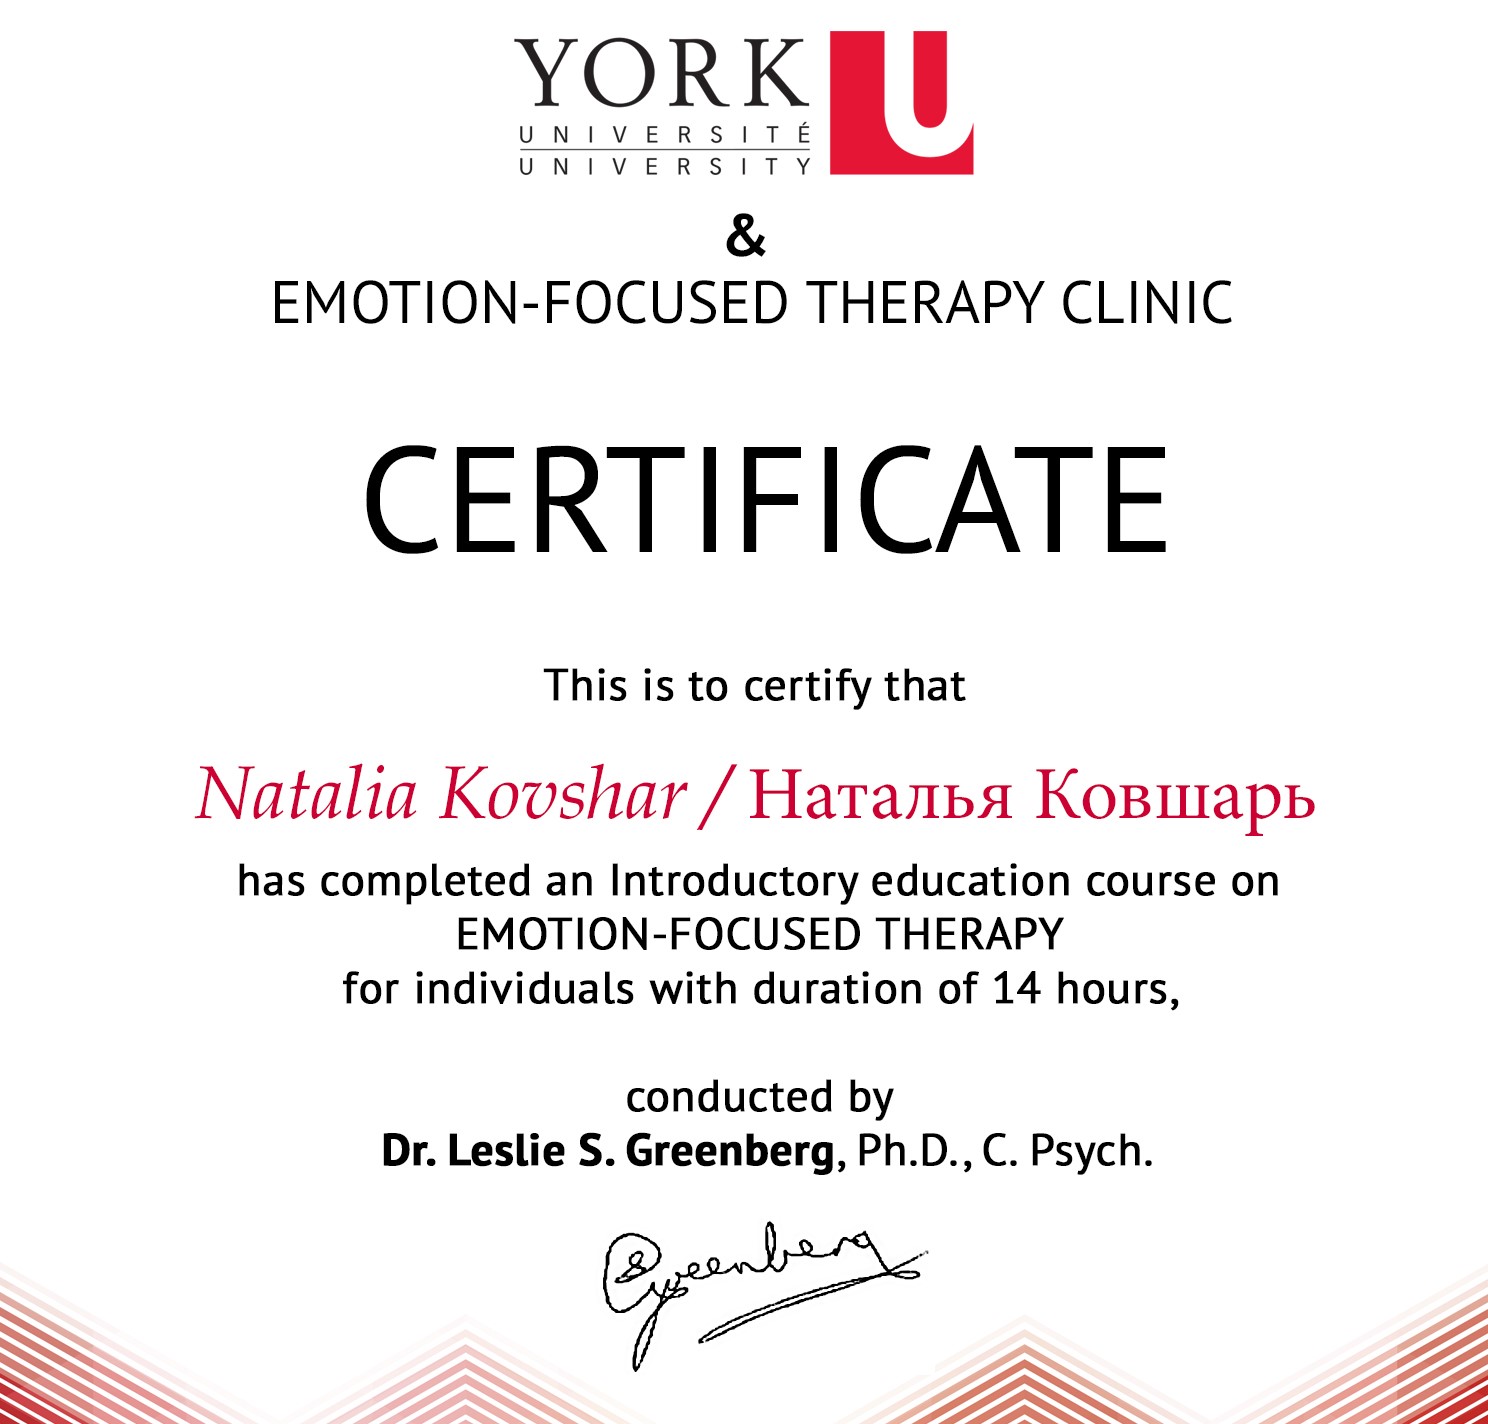 YORK U
UNIVERSITÉ
UNIVERSITY
&
EMOTION-FOCUSED THERAPY CLINIC
CERTIFICATE
This is to certify that
Natalia Kovshar / Наталья Ковшарь
has completed an Introductory education course on
EMOTION-FOCUSED THERAPY
for individuals with duration of 14 hours,
conducted by
Dr. Leslie S. Greenberg, Ph.D., C. Psych.
Greenberg